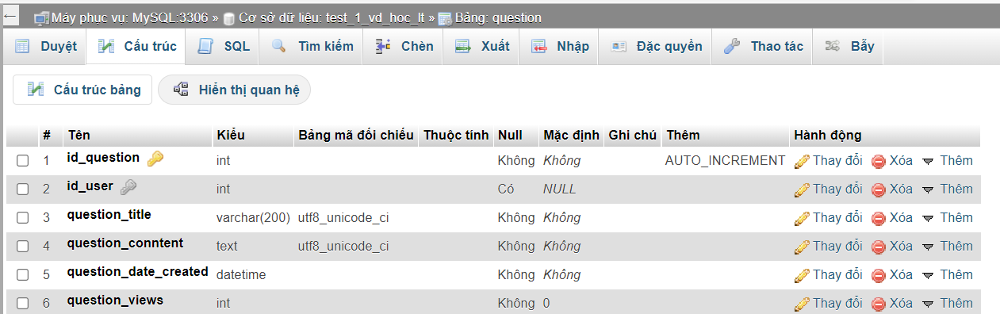 ← Máy phục vụ: MySQL:3306 » Cơ sở dữ liệu: test_1_vd_hoc_lt » Bảng: question
Duyệt Cấu trúc SQL Tìm kiếm Chèn Xuất Nhập Đặc quyền Thao tác Bẫy
Cấu trúc bảng Hiển thị quan hệ
# Tên Kiểu Bảng mã đối chiếu Thuộc tính Null Mặc định Ghi chú Thêm Hành động
1 id_question int Không Không AUTO_INCREMENT Thay đổi Xóa Thêm
2 id_user int Có NULL Thay đổi Xóa Thêm
3 question_title varchar(200) utf8_unicode_ci Không Không Thay đổi Xóa Thêm
4 question_conntent text utf8_unicode_ci Không Không Thay đổi Xóa Thêm
5 question_date_created datetime Không Không Thay đổi Xóa Thêm
6 question_views int Không 0 Thay đổi Xóa Thêm